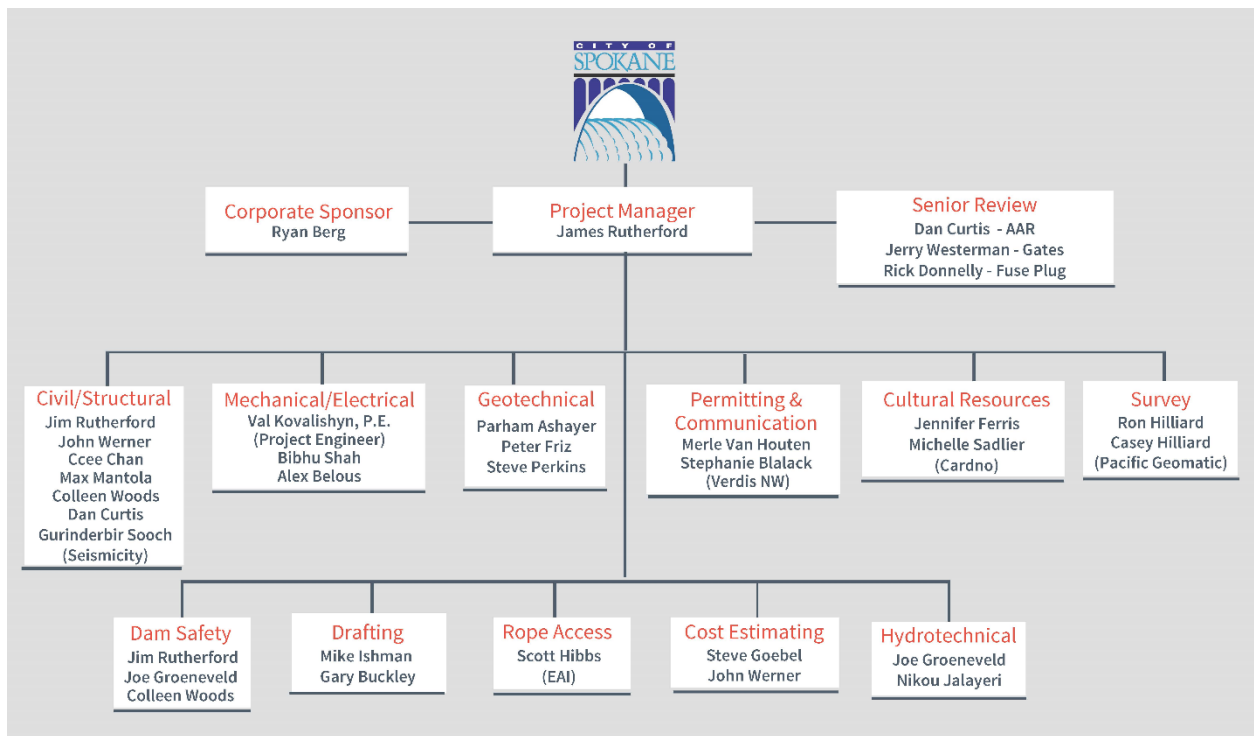 CITY OF
SPOKANE
Corporate Sponsor
Ryan Berg
Project Manager
James Rutherford
Senior Review
Dan Curtis - AAR
Jerry Westerman - Gates
Rick Donnelly - Fuse Plug
Civil/Structural
Jim Rutherford
John Werner
Ccee Chan
Max Mantola
Colleen Woods
Dan Curtis
Gurinderbir Sooch
(Seismicity)
Mechanical/Electrical
Val Kovalishyn, P.E.
(Project Engineer)
Bibhu Shah
Alex Belous
Geotechnical
Parham Ashayer
Peter Friz
Steve Perkins
Permitting &
Communication
Merle Van Houten
Stephanie Blalack
(Verdis NW)
Cultural Resources
Jennifer Ferris
Michelle Sadlier
(Cardno)
Survey
Ron Hilliard
Casey Hilliard
(Pacific Geomatic)
Dam Safety
Jim Rutherford
Joe Groeneveld
Colleen Woods
Drafting
Mike Ishman
Gary Buckley
Rope Access
Scott Hibbs
(EAI)
Cost Estimating
Steve Goebel
John Werner
Hydrotechnical
Joe Groeneveld
Nikou Jalayeri